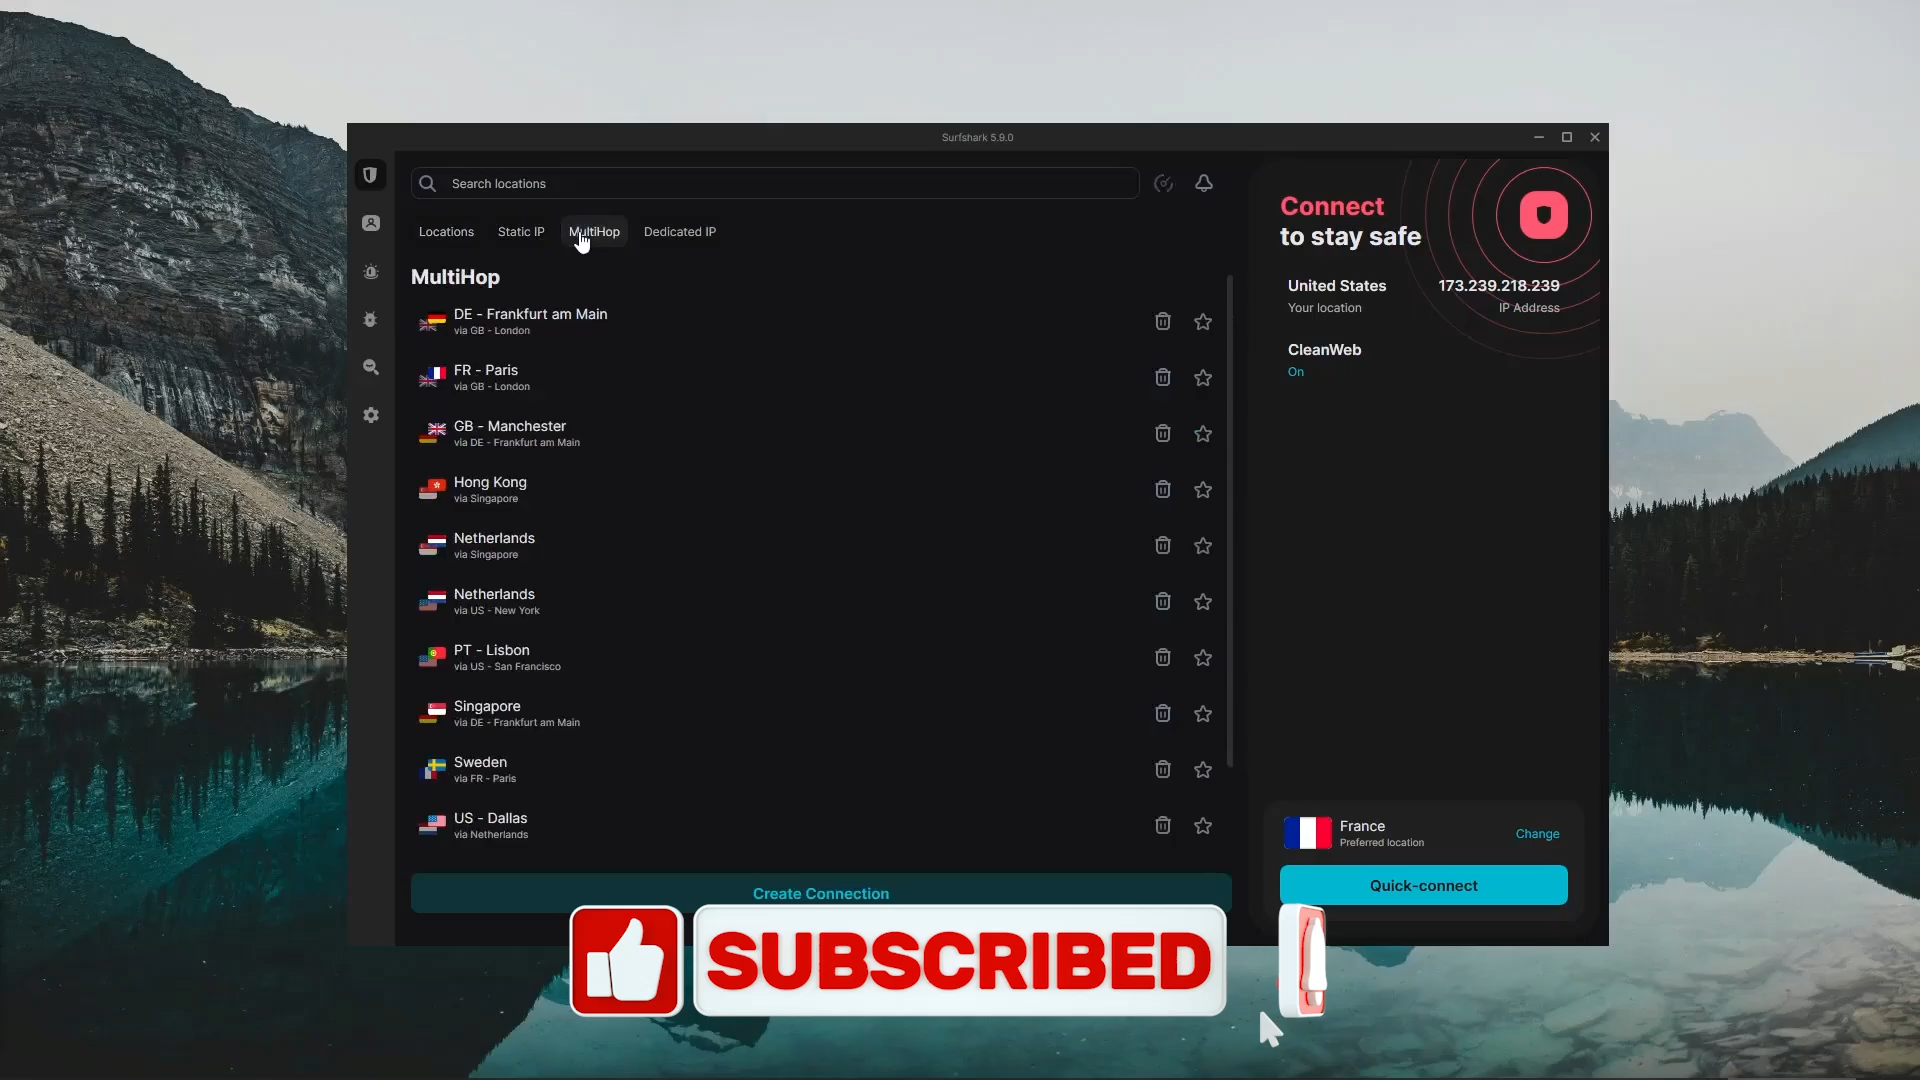 Surfshark 5.9.0
Search locations
Locations
Static IP
MultiHop
Dedicated IP
MultiHop
DE - Frankfurt am Main
via GB - London
FR - Paris
via GB - London
GB - Manchester
via DE - Frankfurt am Main
Hong Kong
via Singapore
Netherlands
via Singapore
Netherlands
via US - New York
PT - Lisbon
via US - San Francisco
Singapore
via DE - Frankfurt am Main
Sweden
via FR - Paris
US - Dallas
via Netherlands
Create Connection
Connect
to stay safe
United States
173.239.218.239
Your location
IP Address
CleanWeb
On
France
Preferred location
Change
Quick-connect
SUBSCRIBED